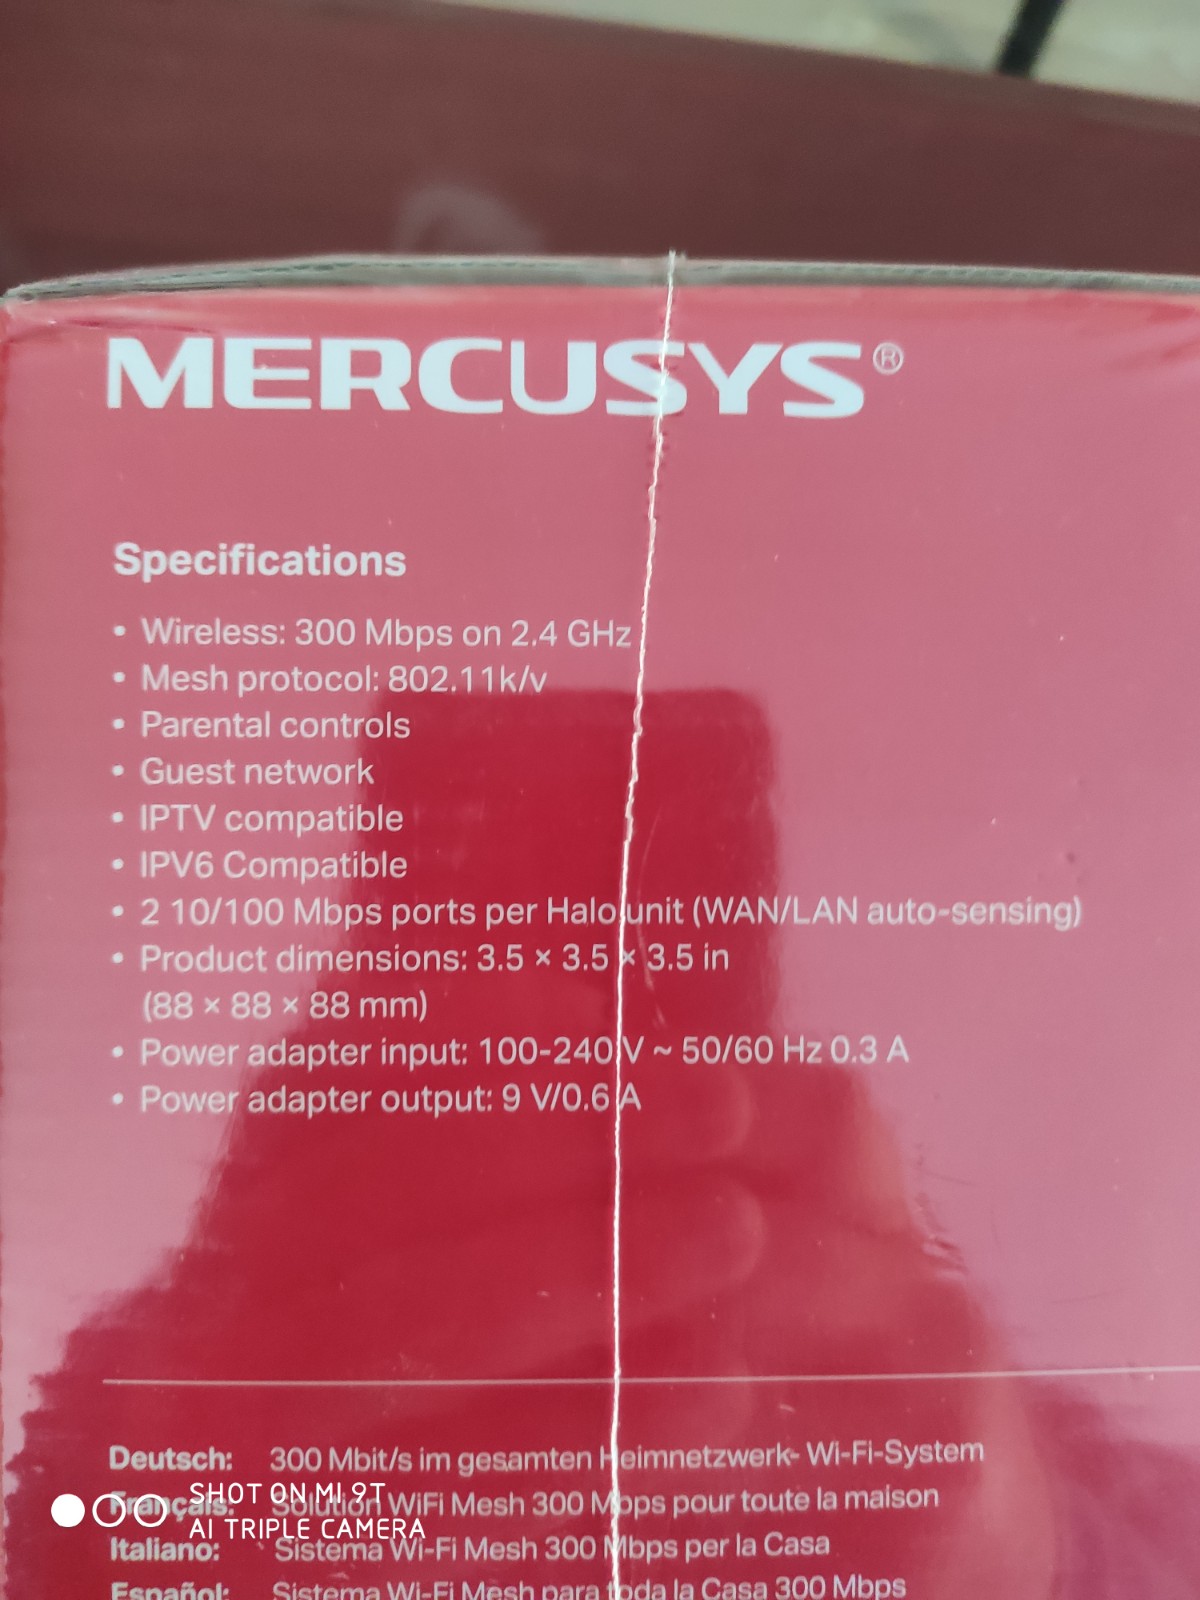 MERCUSYS®
Specifications
• Wireless: 300 Mbps on 2.4 GHz
• Mesh protocol: 802.11k/v
• Parental controls
• Guest network
• IPTV compatible
• IPV6 Compatible
• 2 10/100 Mbps ports per Halo unit (WAN/LAN auto-sensing)
• Product dimensions: 3.5 × 3.5 × 3.5 in
(88 × 88 × 88 mm)
• Power adapter input: 100-240 V ~ 50/60 Hz 0.3 A
• Power adapter output: 9 V/0.6 A
Deutsch: 300 Mbit/s im gesamten Heimnetzwerk- Wi-Fi-System
Français: Solution WiFi Mesh 300 Mbps pour toute la maison
Italiano: Sistema Wi-Fi Mesh 300 Mbps per la Casa
Español: Sistema Wi-Fi Mesh para toda la Casa 300 Mbps
SHOT ON MI 9T
AI TRIPLE CAMERA